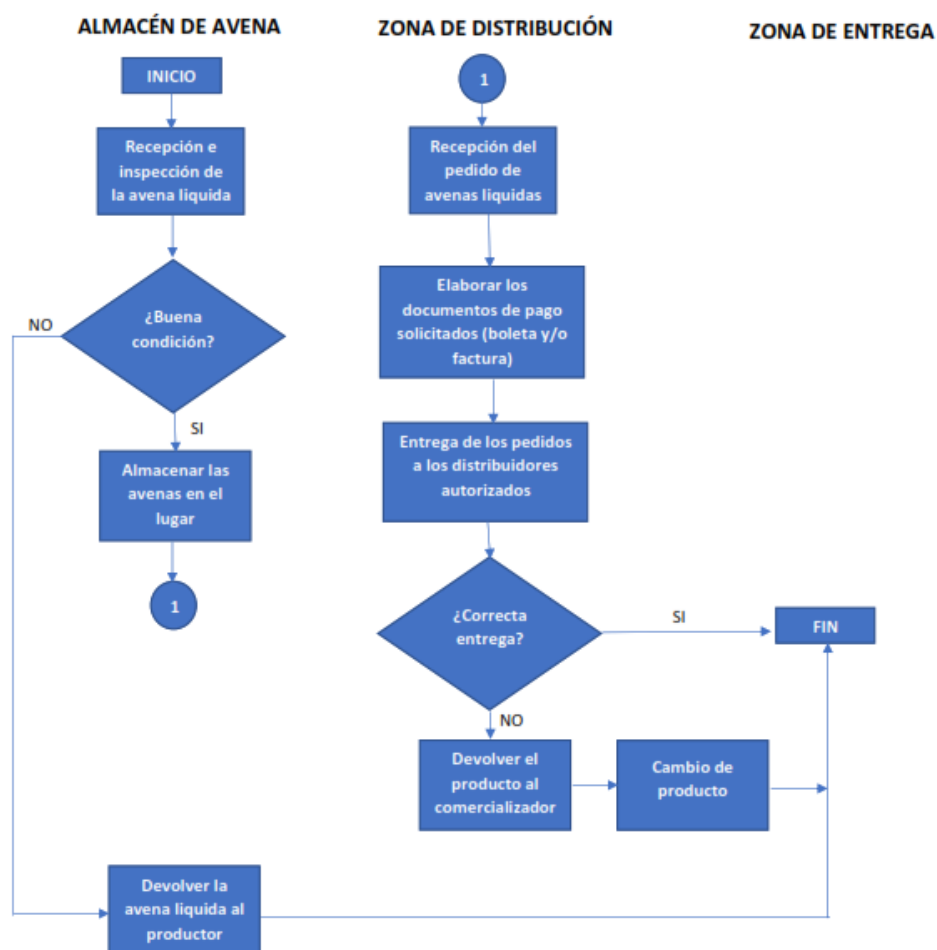 ALMACÉN DE AVENA
ZONA DE DISTRIBUCIÓN
ZONA DE ENTREGA
INICIO
Recepción e
inspección de
la avena liquida
¿Buena
condición?
NO
SI
Almacenar las
avenas en el
lugar
1
1
Recepción del
pedido de
avenas liquidas
Elaborar los
documentos de pago
solicitados (boleta y/o
factura)
Entrega de los pedidos
a los distribuidores
autorizados
¿Correcta
entrega?
SI
FIN
NO
Devolver el
producto al
comercializador
Cambio de
producto
Devolver la
avena liquida al
productor